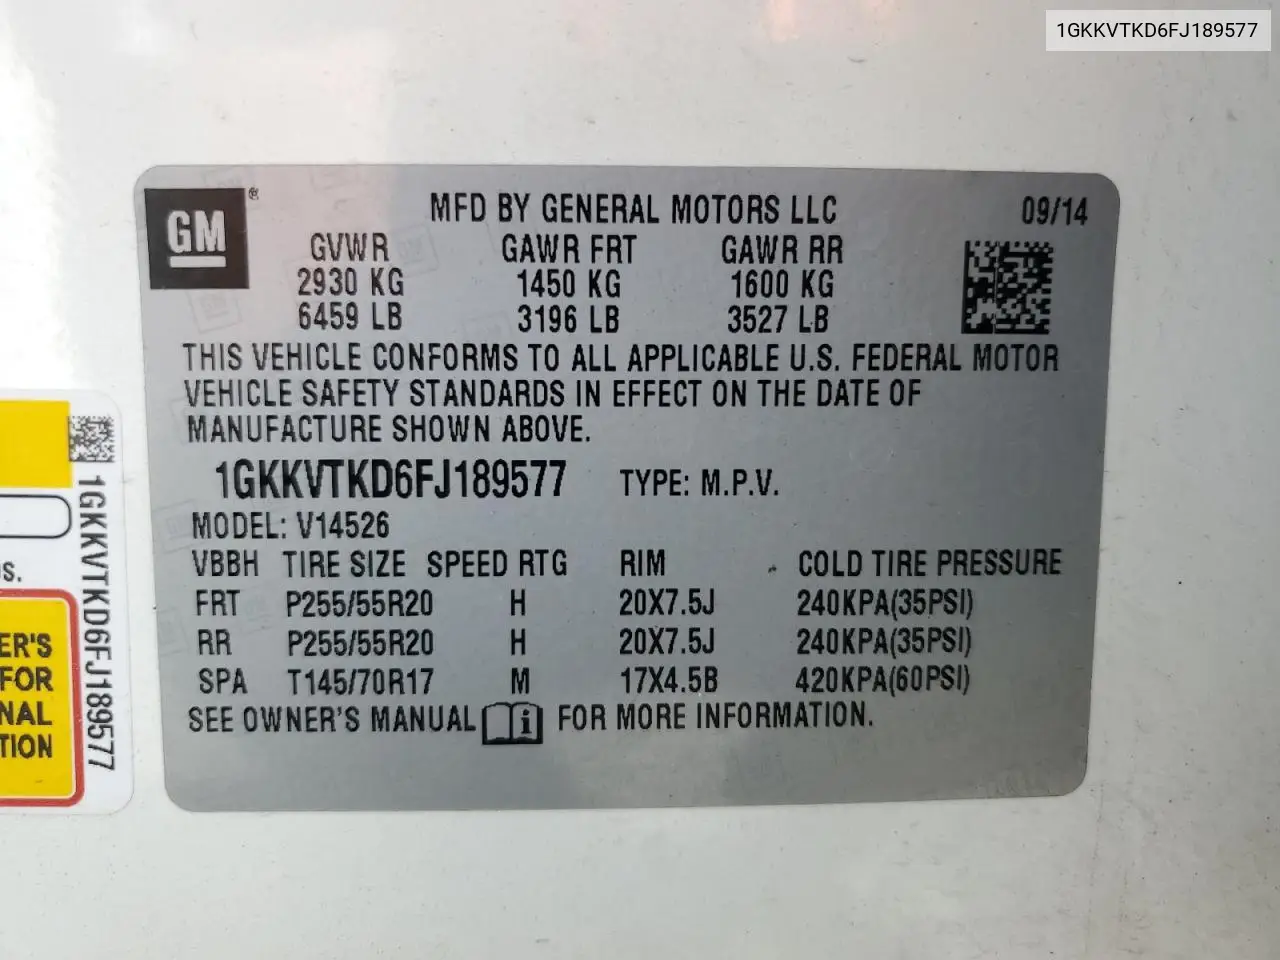 1GKKVTKD6FJ189577
GM®
MFD BY GENERAL MOTORS LLC 09/14
GVWR GAWR FRT GAWR RR
2930 KG 1450 KG 1600 KG
6459 LB 3196 LB 3527 LB
THIS VEHICLE CONFORMS TO ALL APPLICABLE U.S. FEDERAL MOTOR
VEHICLE SAFETY STANDARDS IN EFFECT ON THE DATE OF
MANUFACTURE SHOWN ABOVE.
1GKKVTKD6FJ189577 TYPE: M.P.V.
MODEL: V14526
VBBH TIRE SIZE SPEED RTG RIM COLD TIRE PRESSURE
FRT P255/55R20 H 20X7.5J 240KPA(35PSI)
RR P255/55R20 H 20X7.5J 240KPA(35PSI)
SPA T145/70R17 M 17X4.5B 420KPA(60PSI)
SEE OWNER'S MANUAL i FOR MORE INFORMATION.
1GKKVTKD6FJ189577
S.
ER'S
FOR
NAL
TION